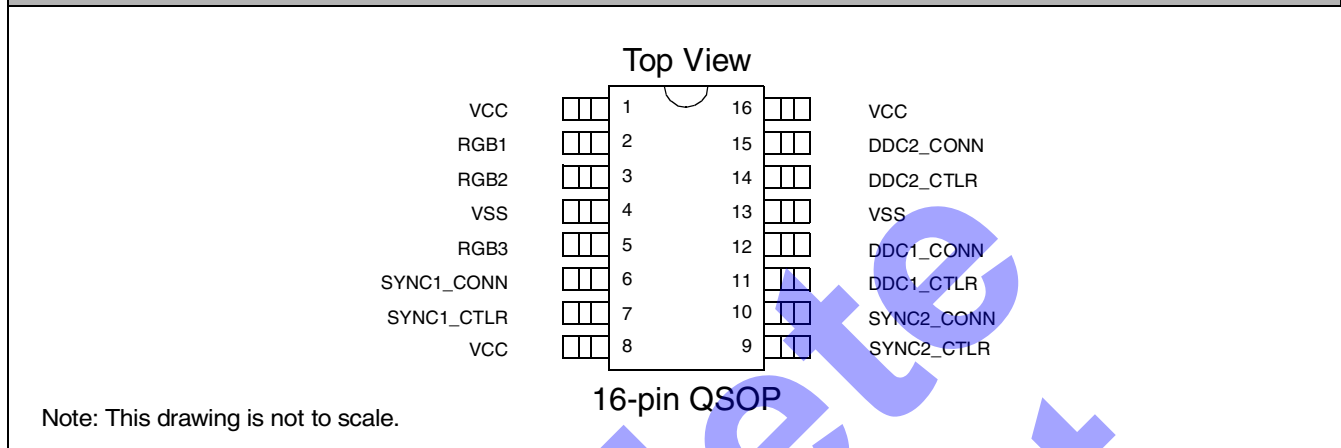 Top View
VCC 1 16 VCC
RGB1 2 15 DDC2_CONN
RGB2 3 14 DDC2_CTLR
VSS 4 13 VSS
RGB3 5 12 DDC1_CONN
SYNC1_CONN 6 11 DDC1_CTLR
SYNC1_CTLR 7 10 SYNC2_CONN
VCC 8 9 SYNC2_CTLR
16-pin QSOP
Note: This drawing is not to scale.